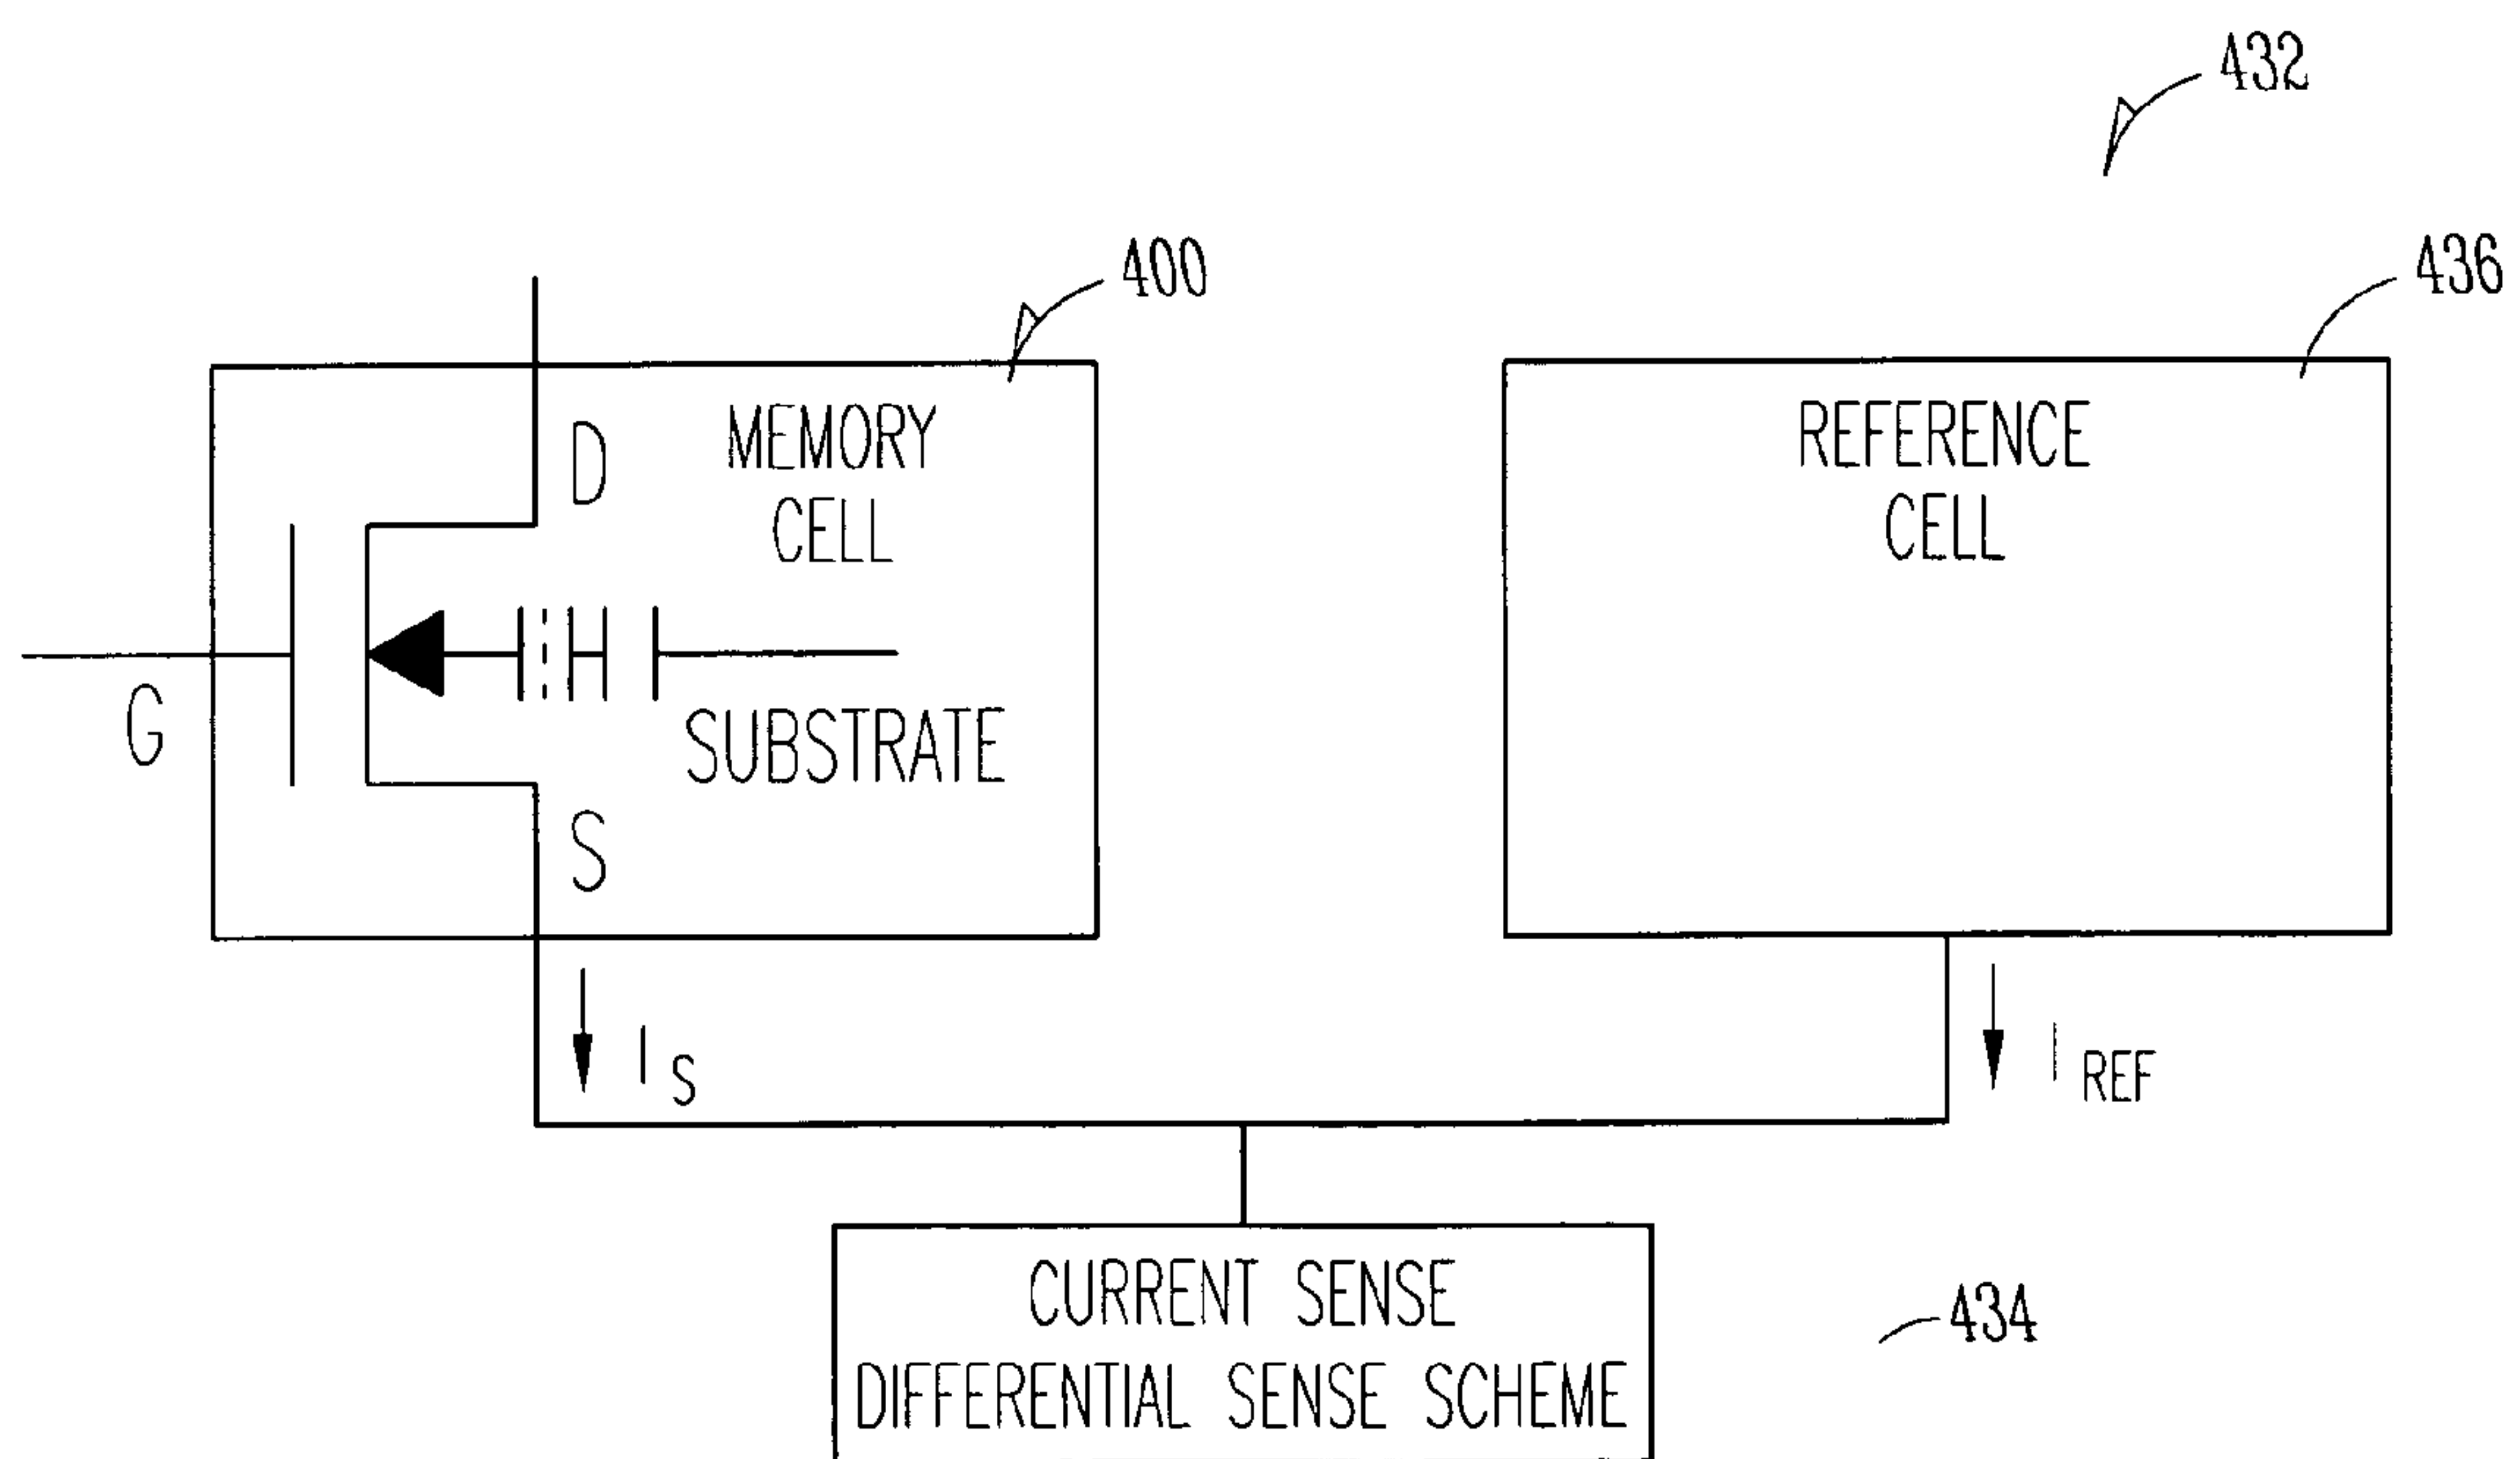 432
400
436
MEMORY
CELL
D
G
SUBSTRATE
S
REFERENCE
CELL
I S
I REF
CURRENT SENSE
DIFFERENTIAL SENSE SCHEME
434